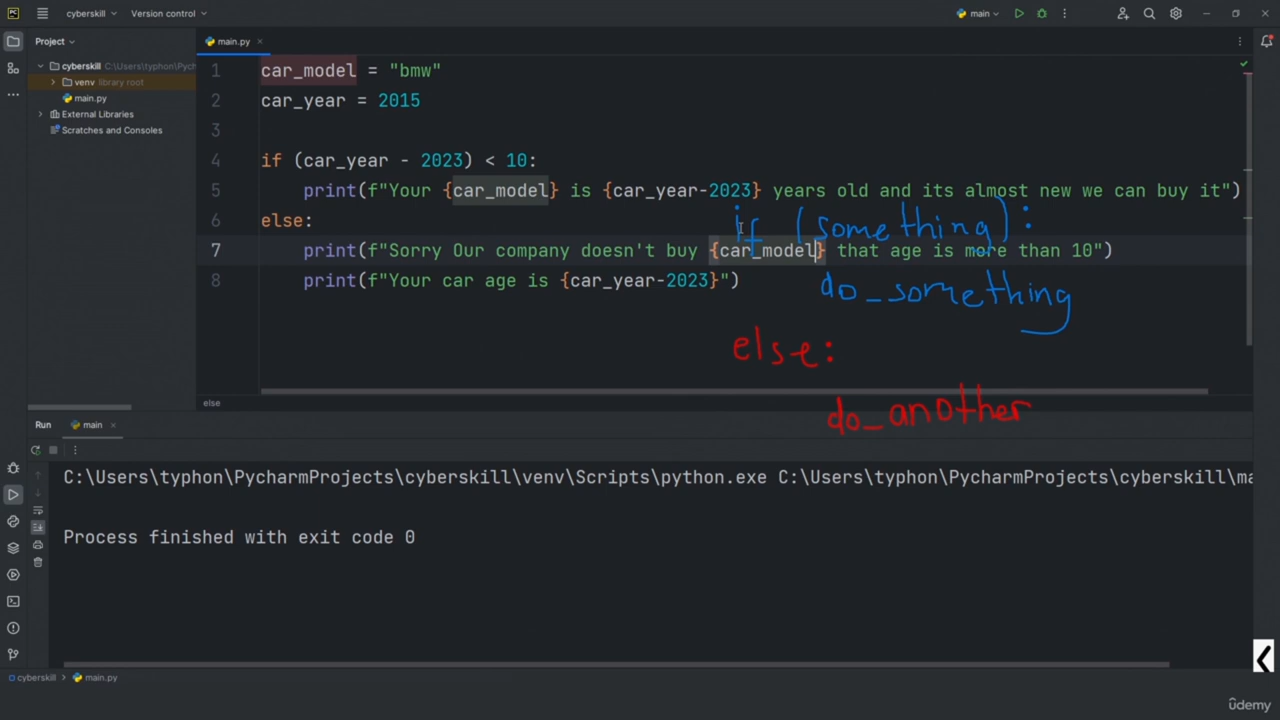 cyberskill
Version control
main
Project
main.py
cyberskill C:\Users\typhon\Pych
venv library root
main.py
External Libraries
Scratches and Consoles
1 car_model = "bmw"
2 car_year = 2015
3
4 if (car_year - 2023) < 10:
5 print(f"Your {car_model} is {car_year-2023} years old and its almost new we can buy it")
6 else:
if (something):
7 print(f"Sorry Our company doesn't buy {car_model} that age is more than 10")
8 print(f"Your car age is {car_year-2023}")
do_something
else:
do_another
else
Run main
C:\Users\typhon\PycharmProjects\cyberskill\venv\Scripts\python.exe C:\Users\typhon\PycharmProjects\cyberskill\ma
Process finished with exit code 0
cyberskill > main.py
ûdemy